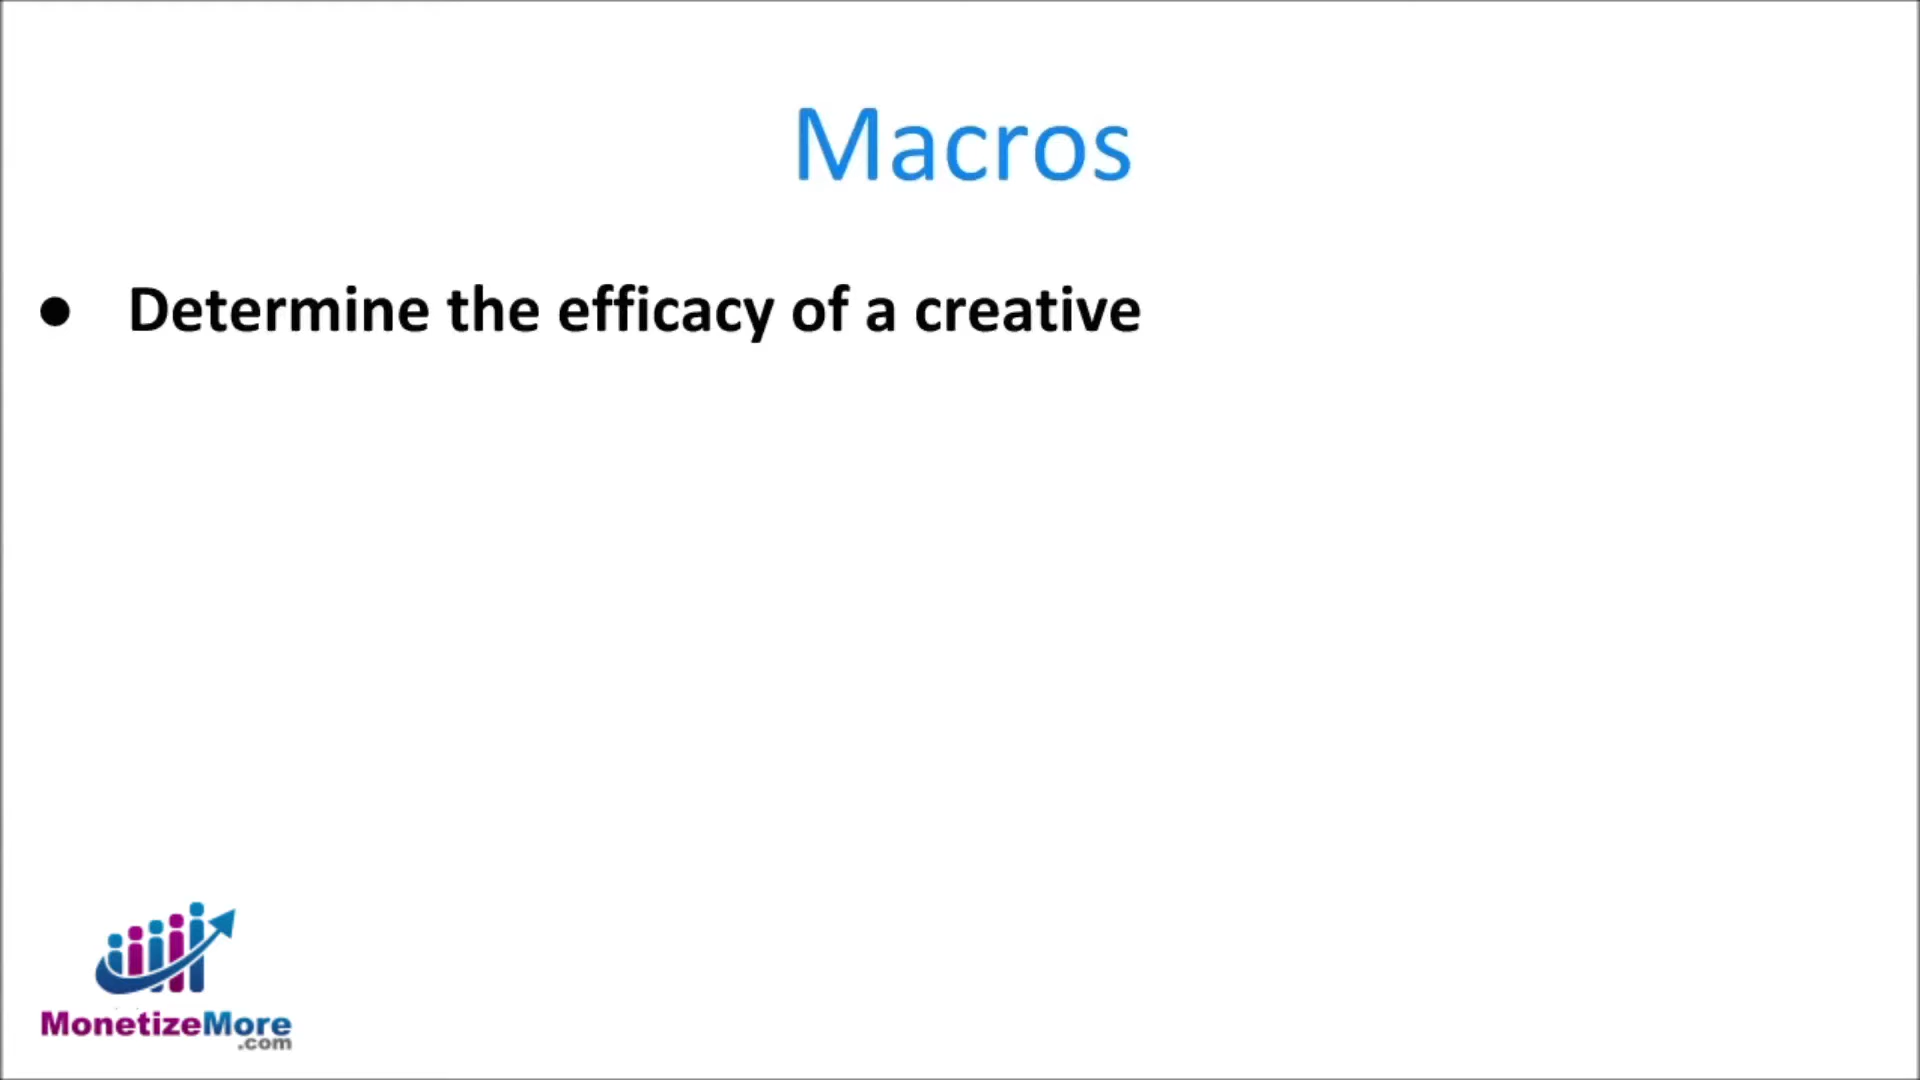 Macros
● Determine the efficacy of a creative
MonetizeMore
.com